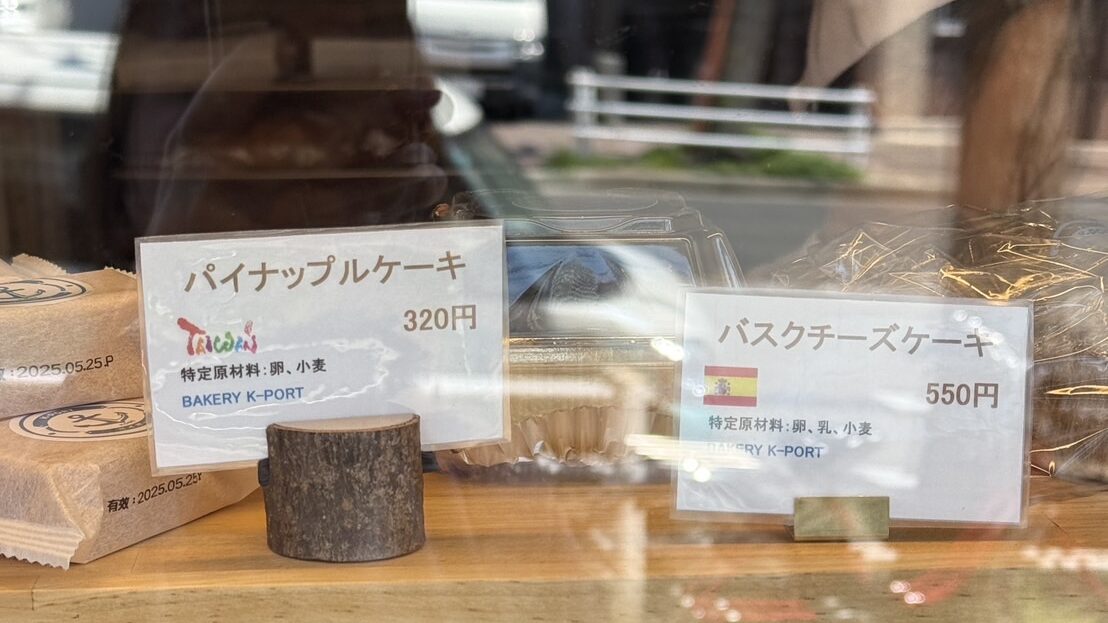 パイナップルケーキ
320円
TAIWAN
特定原材料:卵、小麦
BAKERY K-PORT
バスクチーズケーキ
550円
特定原材料:卵、乳、小麦
BAKERY K-PORT
2025.05.25.P
有效:2025.05.25.P